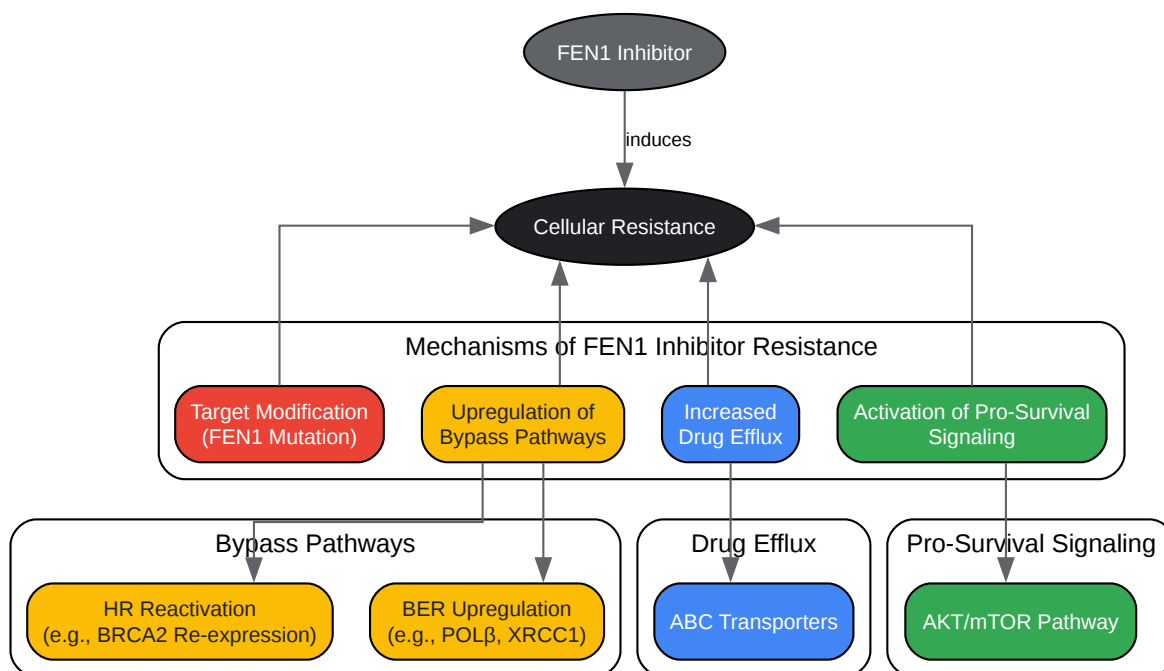 FEN1 Inhibitor
induces
Cellular Resistance
Mechanisms of FEN1 Inhibitor Resistance
Target Modification
(FEN1 Mutation)
Upregulation of
Bypass Pathways
Increased
Drug Efflux
Activation of Pro-Survival
Signaling
Bypass Pathways
Drug Efflux
Pro-Survival Signaling
HR Reactivation
(e.g., BRCA2 Re-expression)
BER Upregulation
(e.g., POLβ, XRCC1)
ABC Transporters
AKT/mTOR Pathway